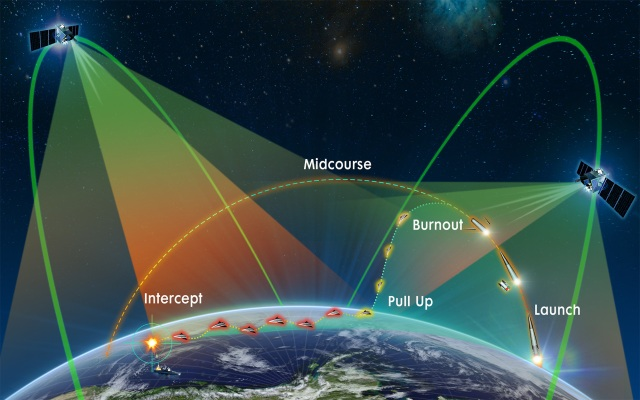 Midcourse
Burnout
Intercept
Pull Up
Launch